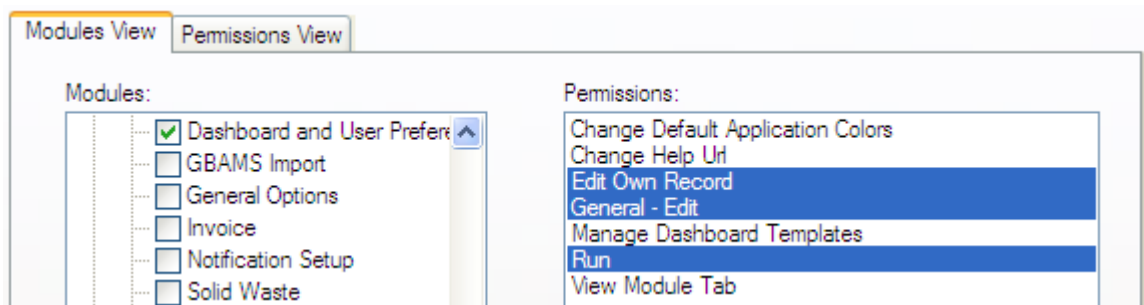 Modules View
Permissions View
Modules:
Dashboard and User Prefere
GBAMS Import
General Options
Invoice
Notification Setup
Solid Waste
Permissions:
Change Default Application Colors
Change Help Url
Edit Own Record
General - Edit
Manage Dashboard Templates
Run
View Module Tab